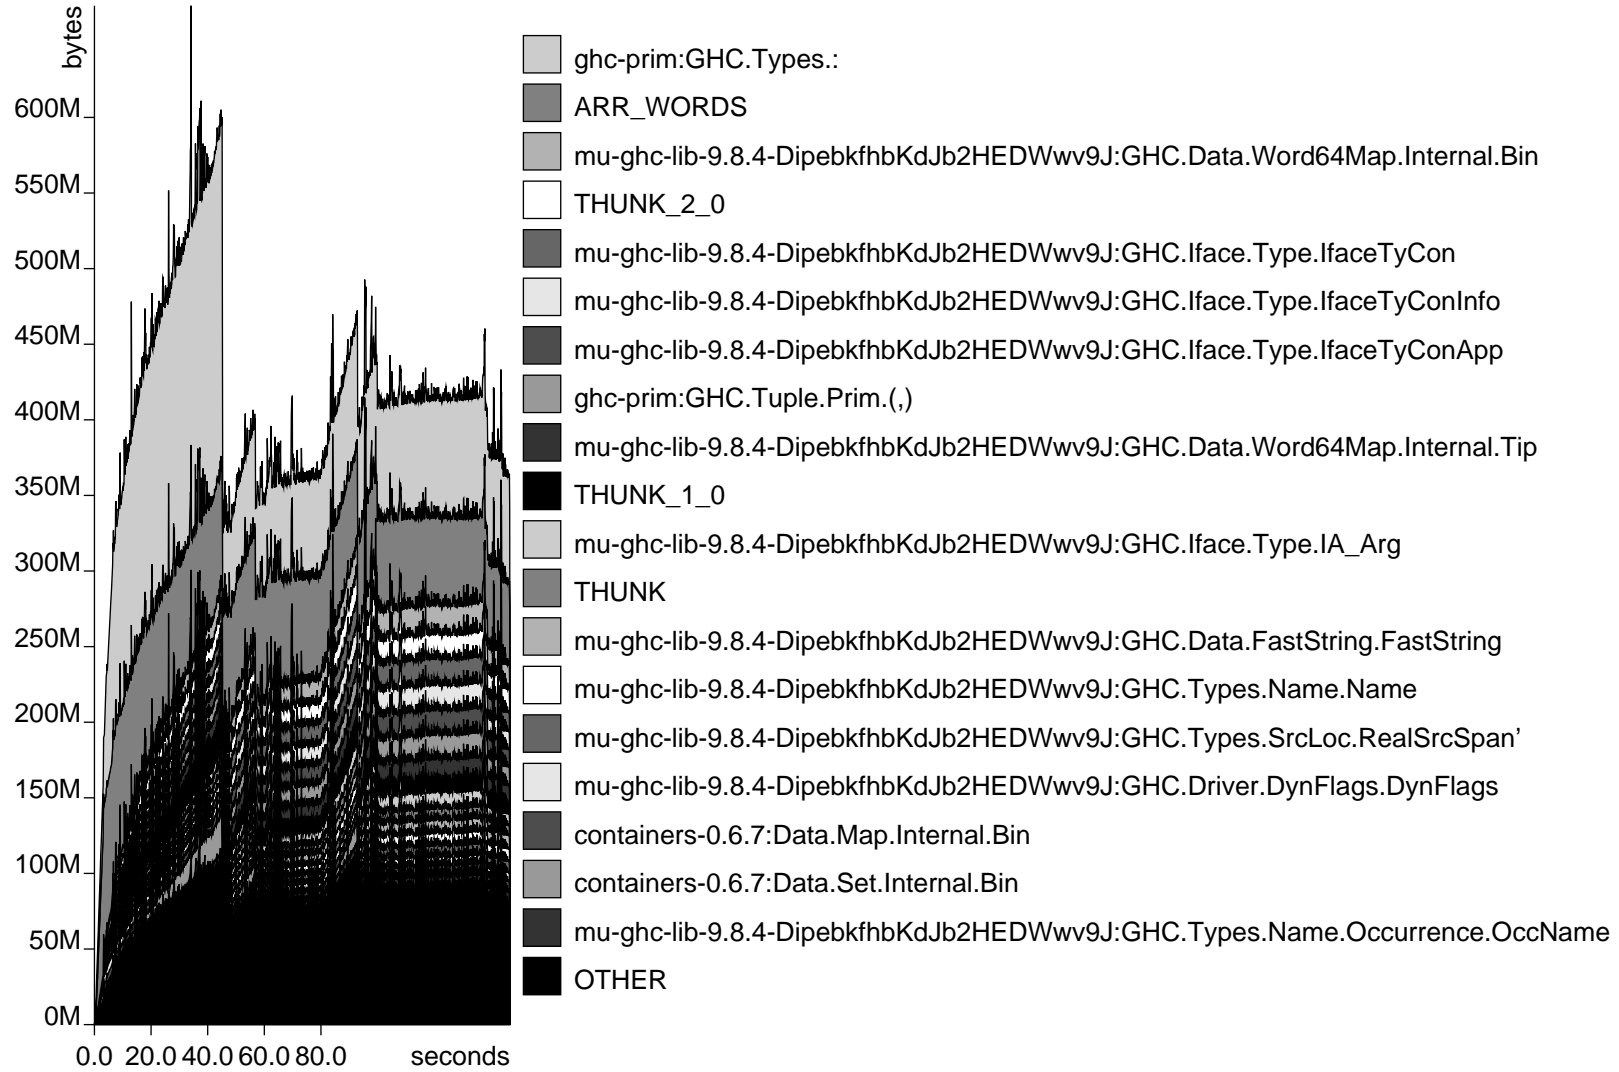 bytes
600M
550M
500M
450M
400M
350M
300M
250M
200M
150M
100M
50M
0M
0.0 20.0 40.0 60.0 80.0 seconds
ghc-prim:GHC.Types.:
ARR_WORDS
mu-ghc-lib-9.8.4-DipebkfhbKdJb2HEDWwv9J:GHC.Data.Word64Map.Internal.Bin
THUNK_2_0
mu-ghc-lib-9.8.4-DipebkfhbKdJb2HEDWwv9J:GHC.Iface.Type.IfaceTyCon
mu-ghc-lib-9.8.4-DipebkfhbKdJb2HEDWwv9J:GHC.Iface.Type.IfaceTyConInfo
mu-ghc-lib-9.8.4-DipebkfhbKdJb2HEDWwv9J:GHC.Iface.Type.IfaceTyConApp
ghc-prim:GHC.Tuple.Prim.(,)
mu-ghc-lib-9.8.4-DipebkfhbKdJb2HEDWwv9J:GHC.Data.Word64Map.Internal.Tip
THUNK_1_0
mu-ghc-lib-9.8.4-DipebkfhbKdJb2HEDWwv9J:GHC.Iface.Type.IA_Arg
THUNK
mu-ghc-lib-9.8.4-DipebkfhbKdJb2HEDWwv9J:GHC.Data.FastString.FastString
mu-ghc-lib-9.8.4-DipebkfhbKdJb2HEDWwv9J:GHC.Types.Name.Name
mu-ghc-lib-9.8.4-DipebkfhbKdJb2HEDWwv9J:GHC.Types.SrcLoc.RealSrcSpan’
mu-ghc-lib-9.8.4-DipebkfhbKdJb2HEDWwv9J:GHC.Driver.DynFlags.DynFlags
containers-0.6.7:Data.Map.Internal.Bin
containers-0.6.7:Data.Set.Internal.Bin
mu-ghc-lib-9.8.4-DipebkfhbKdJb2HEDWwv9J:GHC.Types.Name.Occurrence.OccName
OTHER